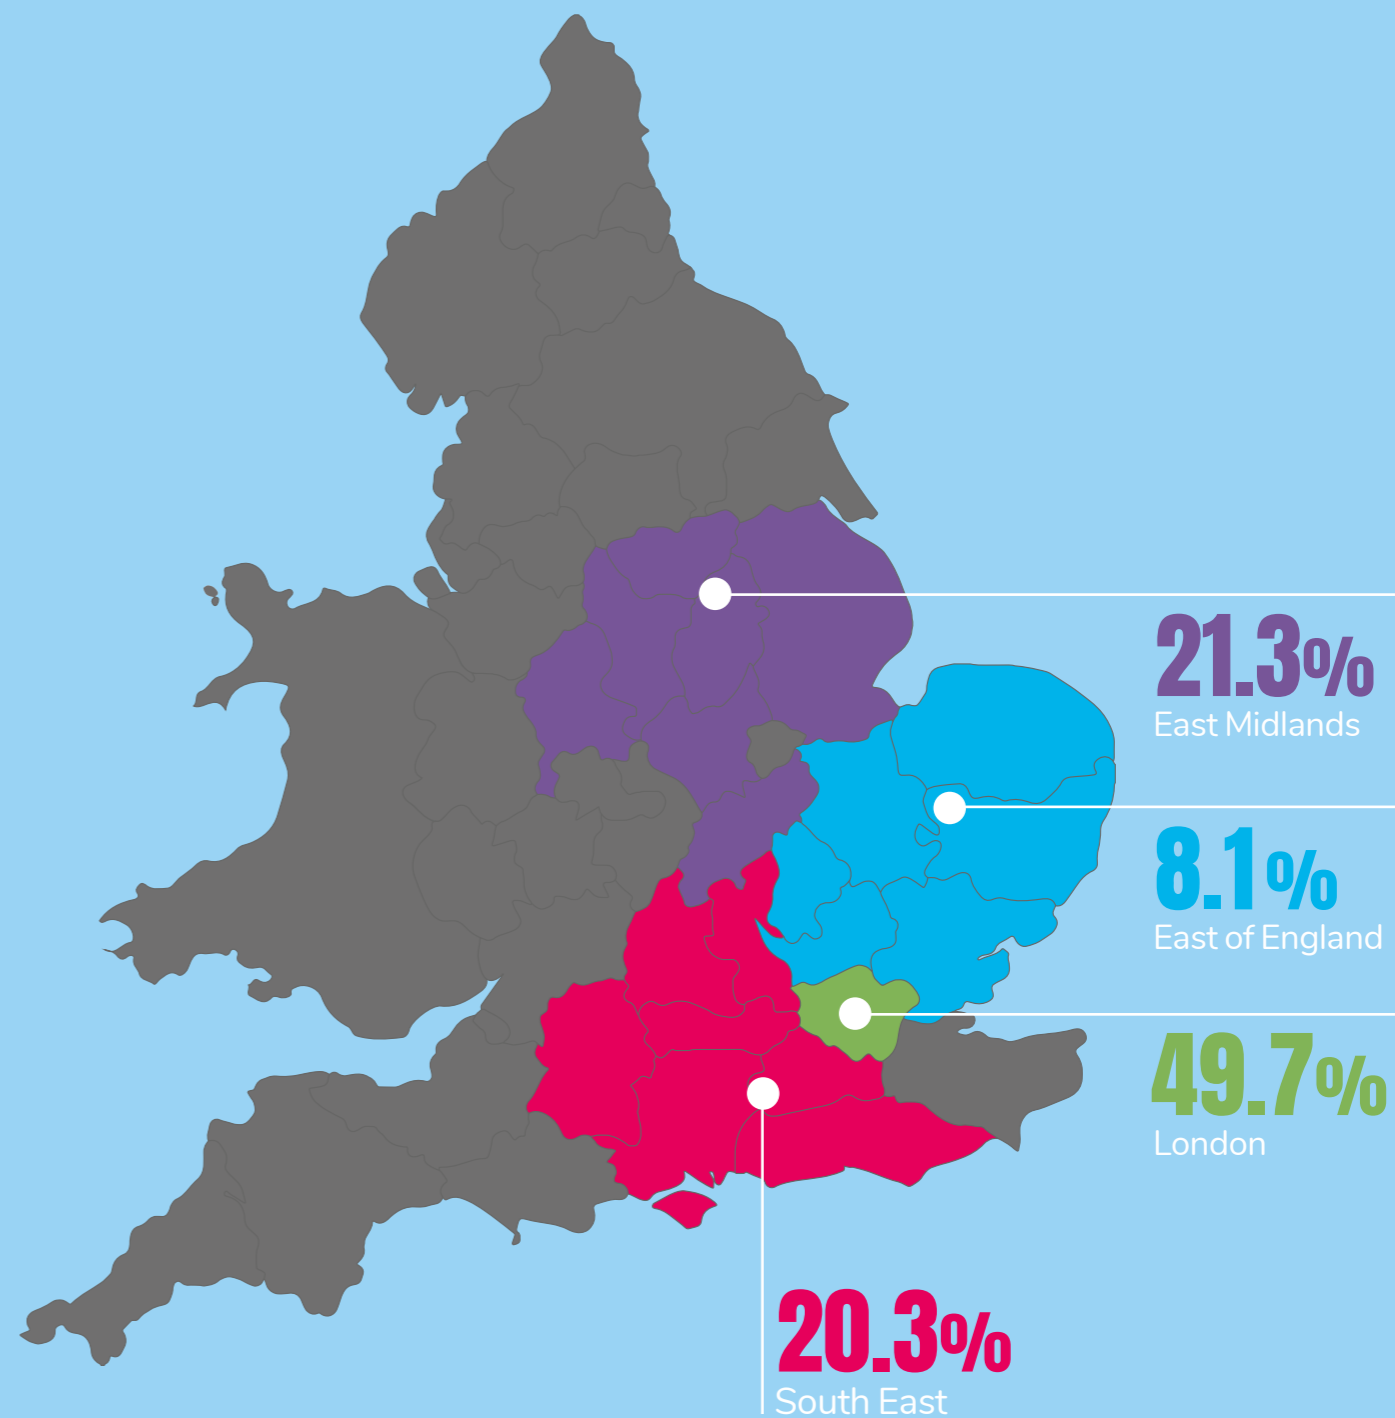 21.3%
East Midlands
8.1%
East of England
49.7%
London
20.3%
South East